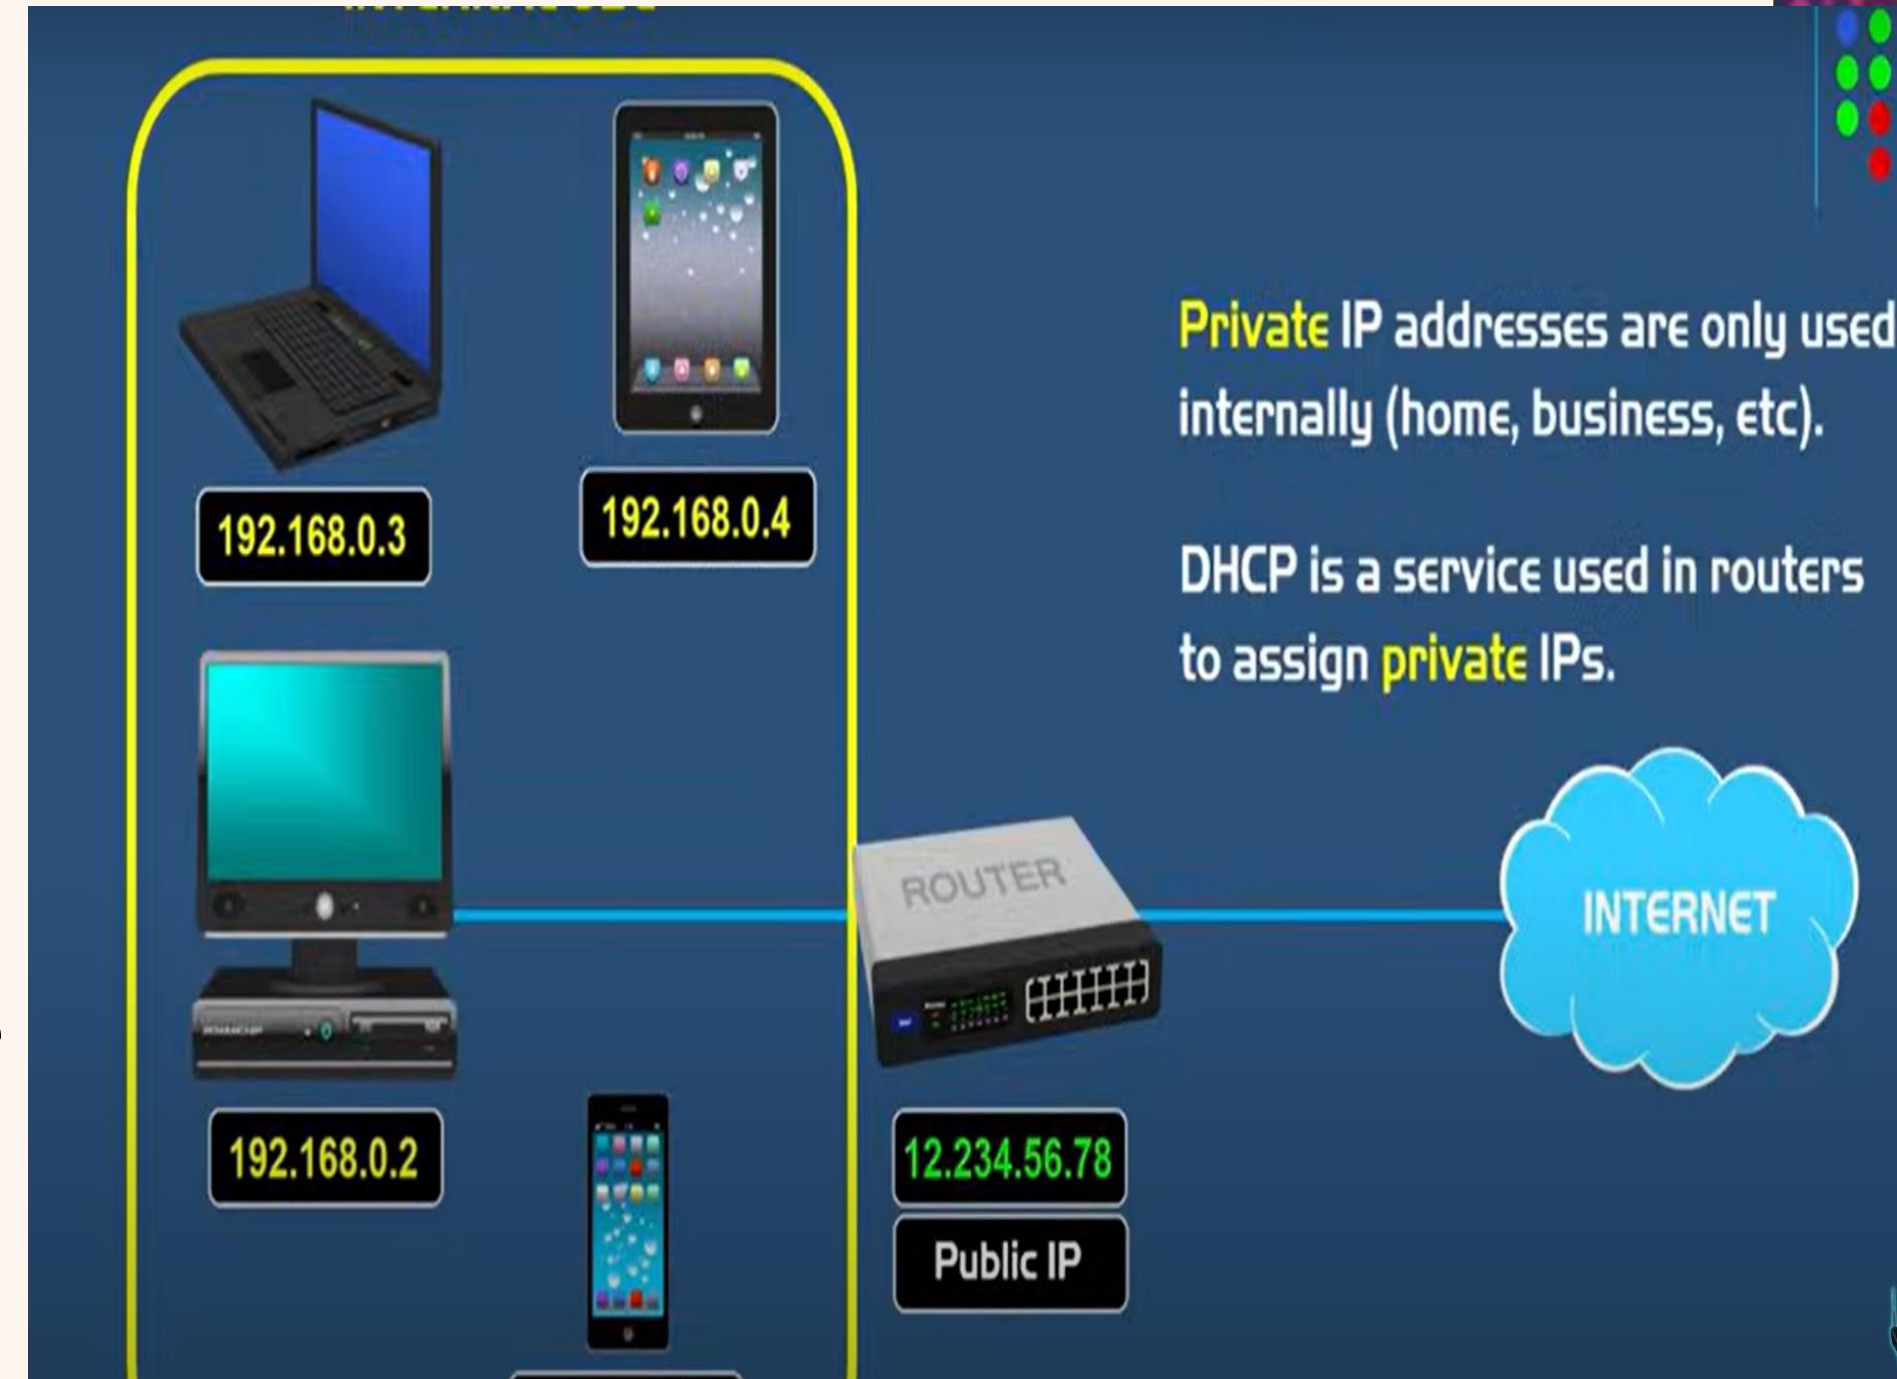 192.168.0.3
192.168.0.4
Private IP addresses are only used
internally (home, business, etc).
DHCP is a service used in routers
to assign private IPs.
ROUTER
INTERNET
192.168.0.2
12.234.56.78
Public IP